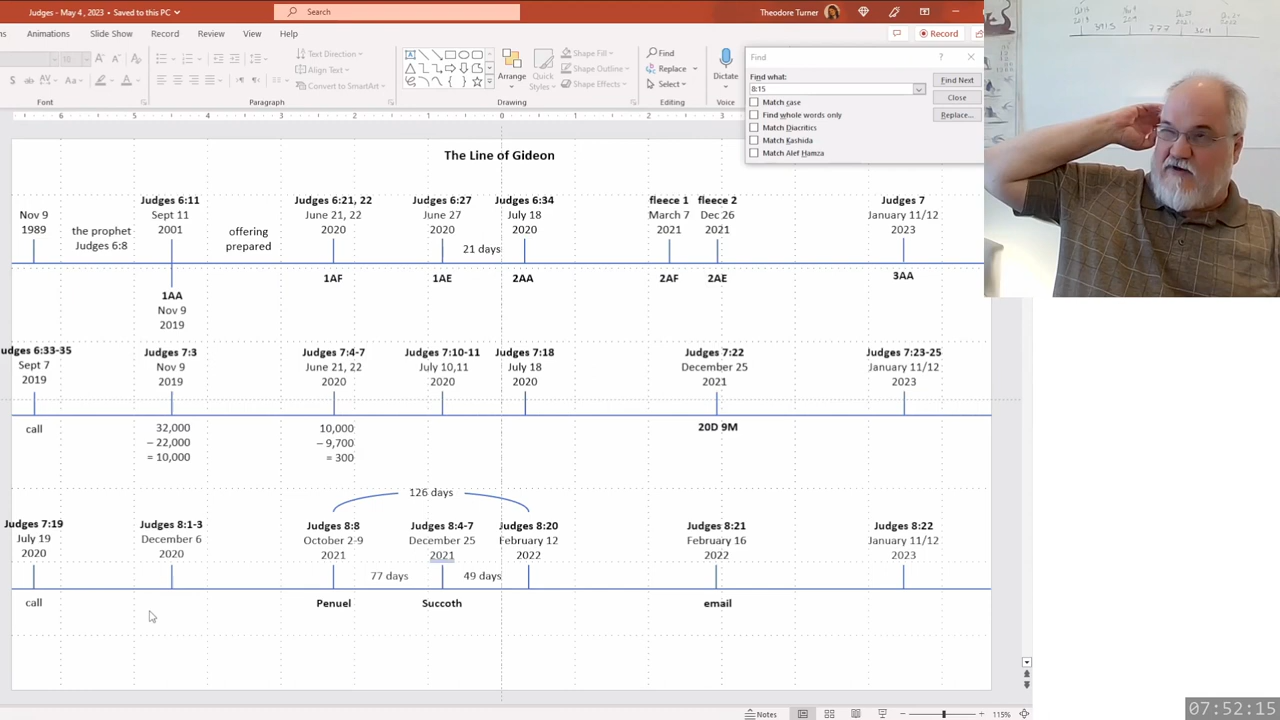 Judges - May 4, 2023 • Saved to this PC
Search
Theodore Turner
Animations
Slide Show
Record
Review
View
Help
Record
Text Direction
Align Text
Convert to SmartArt
Arrange
Quick
Styles
Shape Fill
Shape Outline
Shape Effects
Find
Replace
Select
Dictate
Font
Paragraph
Drawing
Editing
Voice
Find
Find what:
8:15
Match case
Find whole words only
Match Diacritics
Match Kashida
Match Alef Hamza
Find Next
Close
Replace...
The Line of Gideon
Nov 9
1989
the prophet
Judges 6:8
Judges 6:11
Sept 11
2001
offering
prepared
Judges 6:21, 22
June 21, 22
2020
Judges 6:27
June 27
2020
21 days
Judges 6:34
July 18
2020
fleece 1
March 7
2021
fleece 2
Dec 26
2021
Judges 7
January 11/12
2023
1AA
Nov 9
2019
1AF
1AE
2AA
2AF
2AE
3AA
udges 6:33-35
Sept 7
2019
Judges 7:3
Nov 9
2019
Judges 7:4-7
June 21, 22
2020
Judges 7:10-11
July 10,11
2020
Judges 7:18
July 18
2020
Judges 7:22
December 25
2021
Judges 7:23-25
January 11/12
2023
call
32,000
– 22,000
= 10,000
10,000
– 9,700
= 300
20D 9M
126 days
Judges 7:19
July 19
2020
Judges 8:1-3
December 6
2020
Judges 8:8
October 2-9
2021
77 days
Judges 8:4-7
December 25
2021
49 days
Judges 8:20
February 12
2022
Judges 8:21
February 16
2022
Judges 8:22
January 11/12
2023
call
Penuel
Succoth
email
Notes
115%
07:52:15